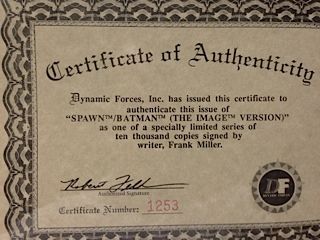 Certificate of Authenticity
Dynamic Forces, Inc. has issued this certificate to
authenticate this issue of
"SPAWN™/BATMAN™ (THE IMAGE™ VERSION)"
as one of a specially limited series of
ten thousand copies signed by
writer, Frank Miller.
Authorized Signature
DF
Certificate Number: 1253